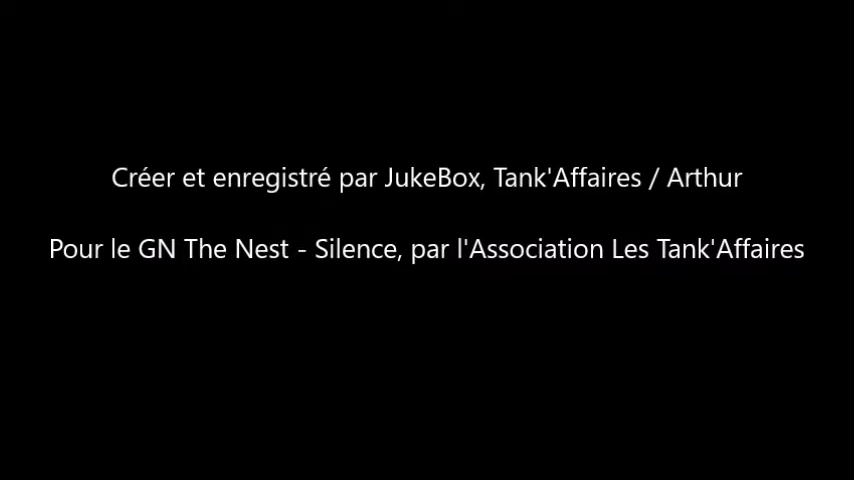 Créer et enregistré par JukeBox, Tank'Affaires / Arthur
Pour le GN The Nest - Silence, par l'Association Les Tank'Affaires